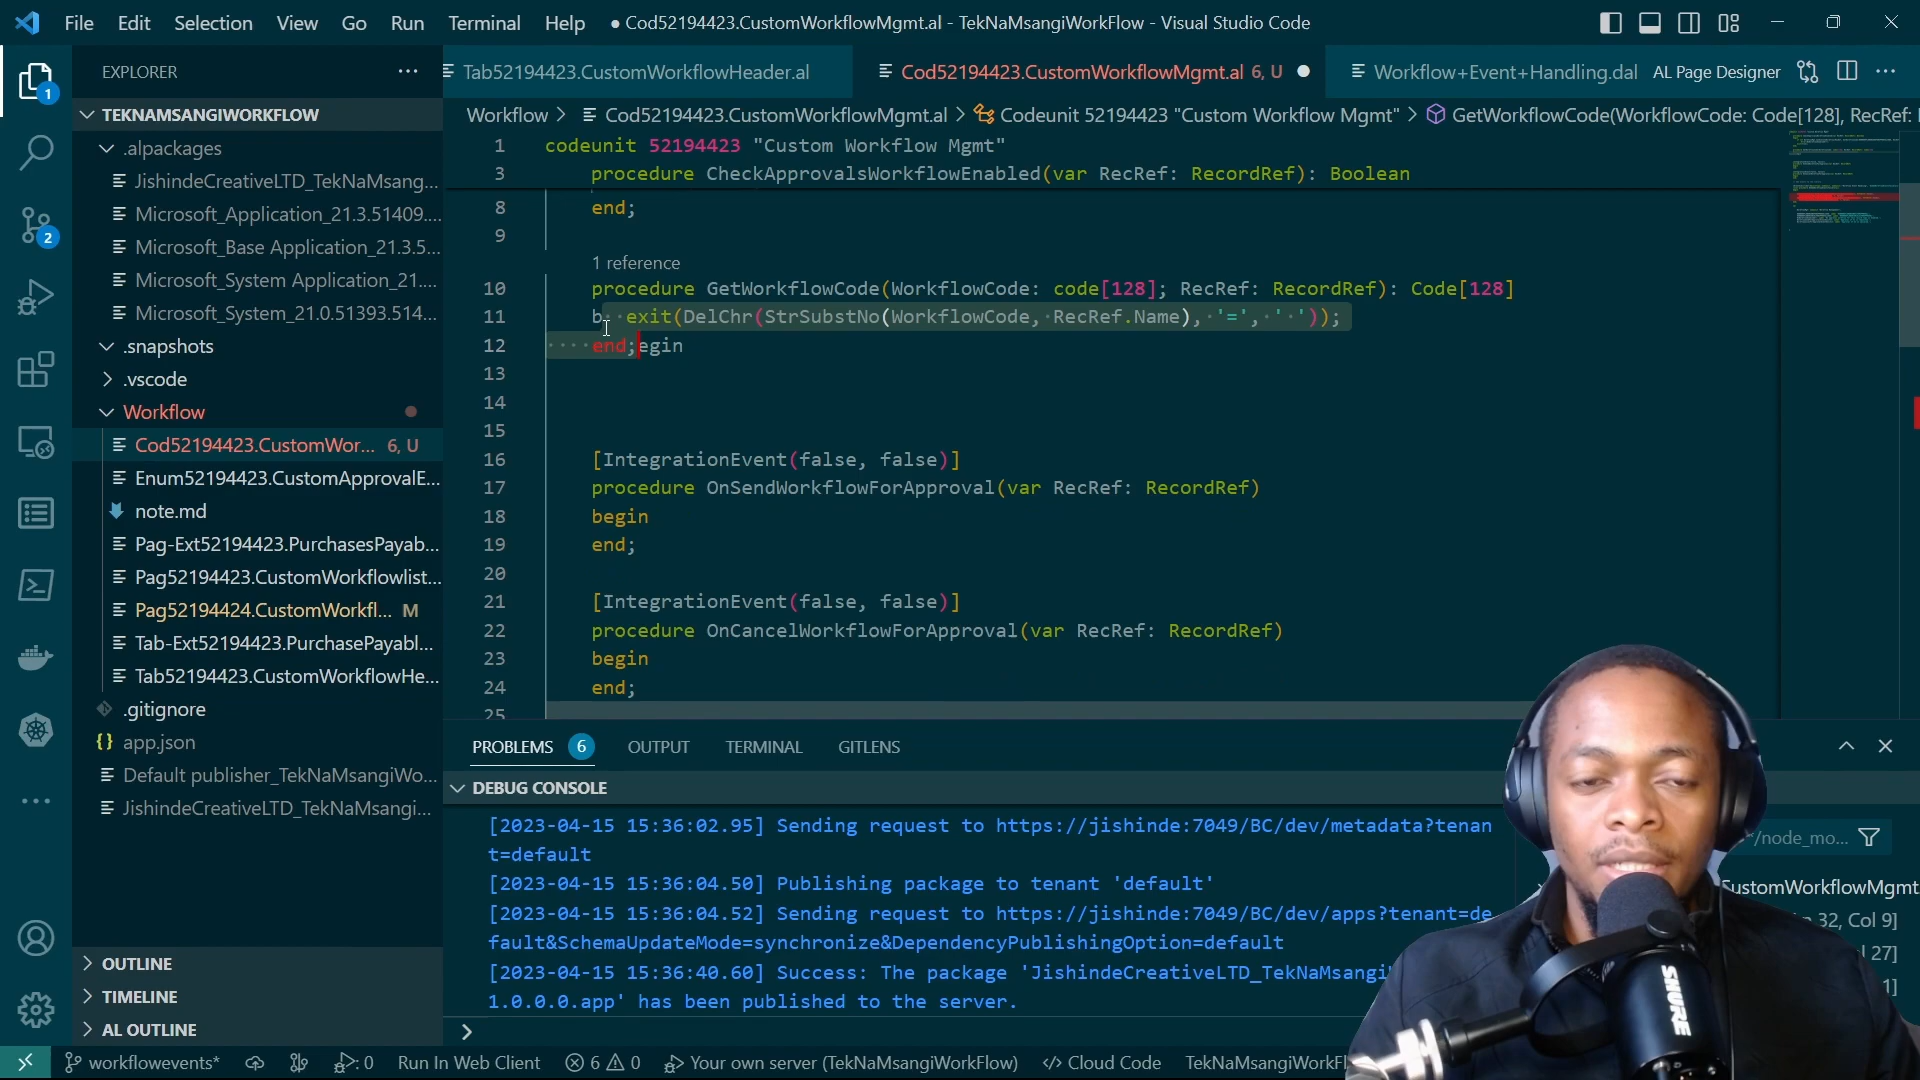 File Edit Selection View Go Run Terminal Help ● Cod52194423.CustomWorkflowMgmt.al - TekNaMsangiWorkFlow - Visual Studio Code
EXPLORER
Tab52194423.CustomWorkflowHeader.al
Cod52194423.CustomWorkflowMgmt.al 6, U
Workflow+Event+Handling.dal
AL Page Designer
TEKNAMSANGIWORKFLOW
.alpackages
JishindeCreativeLTD_TekNaMsang...
Microsoft_Application_21.3.51409....
Microsoft_Base Application_21.3.5...
Microsoft_System Application_21....
Microsoft_System_21.0.51393.514...
.snapshots
.vscode
Workflow
Cod52194423.CustomWor... 6, U
Enum52194423.CustomApprovalE...
note.md
Pag-Ext52194423.PurchasesPayab...
Pag52194423.CustomWorkflowlist...
Pag52194424.CustomWorkfl... M
Tab-Ext52194423.PurchasePayabl...
Tab52194423.CustomWorkflowHe...
.gitignore
app.json
Default publisher_TekNaMsangiWo...
JishindeCreativeLTD_TekNaMsangi...
OUTLINE
TIMELINE
AL OUTLINE
1
2
Workflow > Cod52194423.CustomWorkflowMgmt.al > Codeunit 52194423 "Custom Workflow Mgmt" > GetWorkflowCode(WorkflowCode: Code[128], RecRef:
1 codeunit 52194423 "Custom Workflow Mgmt"
3 procedure CheckApprovalsWorkflowEnabled(var RecRef: RecordRef): Boolean
8 end;
9
1 reference
10 procedure GetWorkflowCode(WorkflowCode: code[128]; RecRef: RecordRef): Code[128]
11 b exit(DelChr(StrSubstNo(WorkflowCode, RecRef.Name), '=', ' '));
12 end;egin
13
14
15
16 [IntegrationEvent(false, false)]
17 procedure OnSendWorkflowForApproval(var RecRef: RecordRef)
18 begin
19 end;
20
21 [IntegrationEvent(false, false)]
22 procedure OnCancelWorkflowForApproval(var RecRef: RecordRef)
23 begin
24 end;
25
PROBLEMS 6 OUTPUT TERMINAL GITLENS
DEBUG CONSOLE
[2023-04-15 15:36:02.95] Sending request to https://jishinde:7049/BC/dev/metadata?tenan
t=default
[2023-04-15 15:36:04.50] Publishing package to tenant 'default'
[2023-04-15 15:36:04.52] Sending request to https://jishinde:7049/BC/dev/apps?tenant=de
fault&SchemaUpdateMode=synchronize&DependencyPublishingOption=default
[2023-04-15 15:36:40.60] Success: The package 'JishindeCreativeLTD_TekNaMsangi
1.0.0.0.app' has been published to the server.
>
*/node_mo...
CustomWorkflowMgmt
32, Col 9]
27]
1]
SHURE
workflowevents* 0 Run In Web Client 6 0 Your own server (TekNaMsangiWorkFlow) Cloud Code TekNaMsangiWorkF